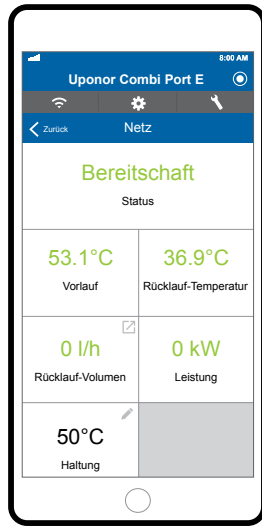 8:00 AM
Uponor Combi Port E
Zurück
Netz
Bereitschaft
Status
53.1°C
36.9°C
Vorlauf
Rücklauf-Temperatur
0 l/h
0 kW
Rücklauf-Volumen
Leistung
50°C
Haltung